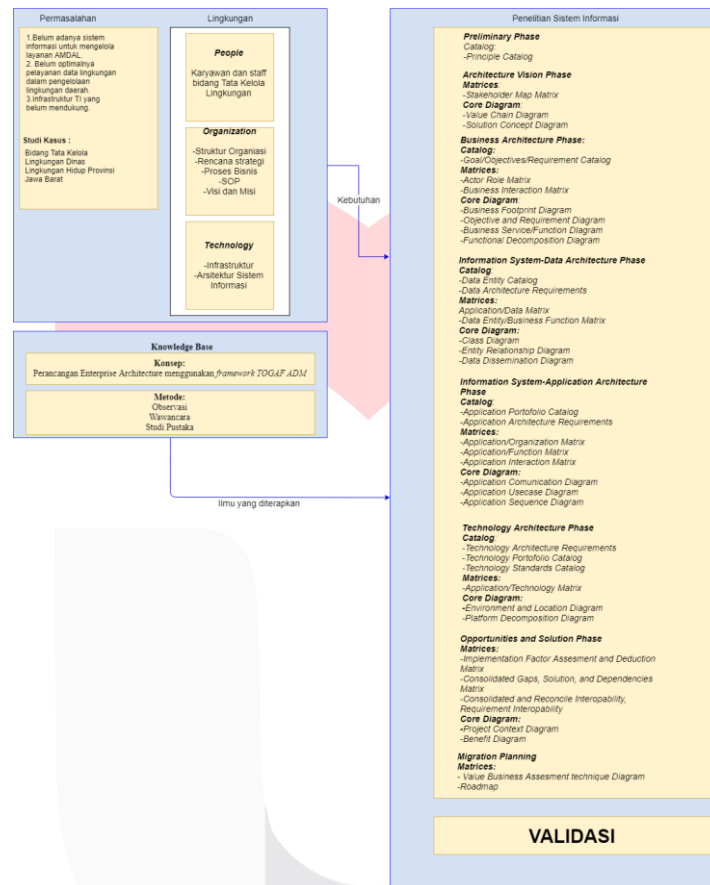 Permasalahan
1.Belum adanya sistem
informasi untuk mengelola
layanan AMDAL.
2. Belum optimalnya
pelayanan data lingkungan
dalam pengelolaan
lingkungan daerah.
3.Infrastruktur TI yang
belum mendukung.
Studi Kasus :
Bidang Tata Kelola
Lingkungan Dinas
Lingkungan Hidup Provinsi
Jawa Barat
Lingkungan
People
Karyawan dan staff
bidang Tata Kelola
Lingkungan
Organization
-Struktur Organiasi
-Rencana strategi
-Proses Bisnis
-SOP
-Visi dan Misi
Technology
-Infrastruktur
-Arsitektur Sistem
Informasi
Kebutuhan
Knowledge Base
Konsep:
Perancangan Enterprise Architecture menggunakan framework TOGAF ADM
Metode:
Observasi
Wawancara
Studi Pustaka
Ilmu yang diterapkan
Penelitian Sistem Informasi
Preliminary Phase
Catalog:
-Principle Catalog
Architecture Vision Phase
Matrices:
-Stakeholder Map Matrix
Core Diagram:
-Value Chain Diagram
-Solution Concept Diagram
Business Architecture Phase:
Catalog:
-Goal/Objectives/Requirement Catalog
Matrices:
-Actor Role Matrix
-Business Interaction Matrix
Core Diagram:
-Business Footprint Diagram
-Objective and Requirement Diagram
-Business Service/Function DIagram
-Functional Decomposition Diagram
Information System-Data Architecture Phase
Catalog:
-Data Entity Catalog
-Data Architecture Requirements
Matrices:
Application/Data Matrix
-Data Entity/Business Function Matrix
Core Diagram:
-Class Diagram
-Entity Relationship Diagram
-Data Dissemination Diagram
Information System-Application Architecture
Phase
Catalog:
-Application Portofolio Catalog
-Application Architecture Requirements
Matrices:
-Application/Organization Matrix
-Application/Function Matrix
-Application Interaction Matrix
Core Diagram:
-Application Comunication Diagram
-Application Usecase Diagram
-Application Sequence Diagram
Technology Architecture Phase
Catalog:
-Technology Architecture Requirements
-Technology Portofolio Catalog
-Technology Standards Catalog
Matrices:
-Application/Technology Matrix
Core Diagram:
-Environment and Location Diagram
-Platform Decomposition Diagram
Opportunities and Solution Phase
Matrices:
-Implementation Factor Assesment and Deduction
Matrix
-Consolidated Gaps, Solution, and Dependencies
Matrix
-Consolidated and Reconcile Interopability,
Requirement Interopability
Core Diagram:
-Project Context Diagram
-Benefit Diagram
Migration Planning
Matrices:
- Value Business Assesment technique Diagram
-Roadmap
VALIDASI